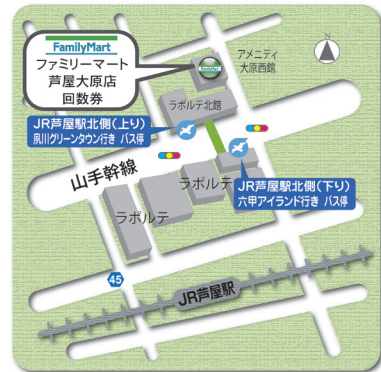 FamilyMart
ファミリーマート
芦屋大原店
回数券
アメニティ
大原西館
N
FamilyMart
ラポルテ北館
JR芦屋駅北側(上り)
夙川グリーンタウン行き バス停
山手幹線
ラポルテ
JR芦屋駅北側(下り)
六甲アイランド行き バス停
ラポルテ
45
JR芦屋駅